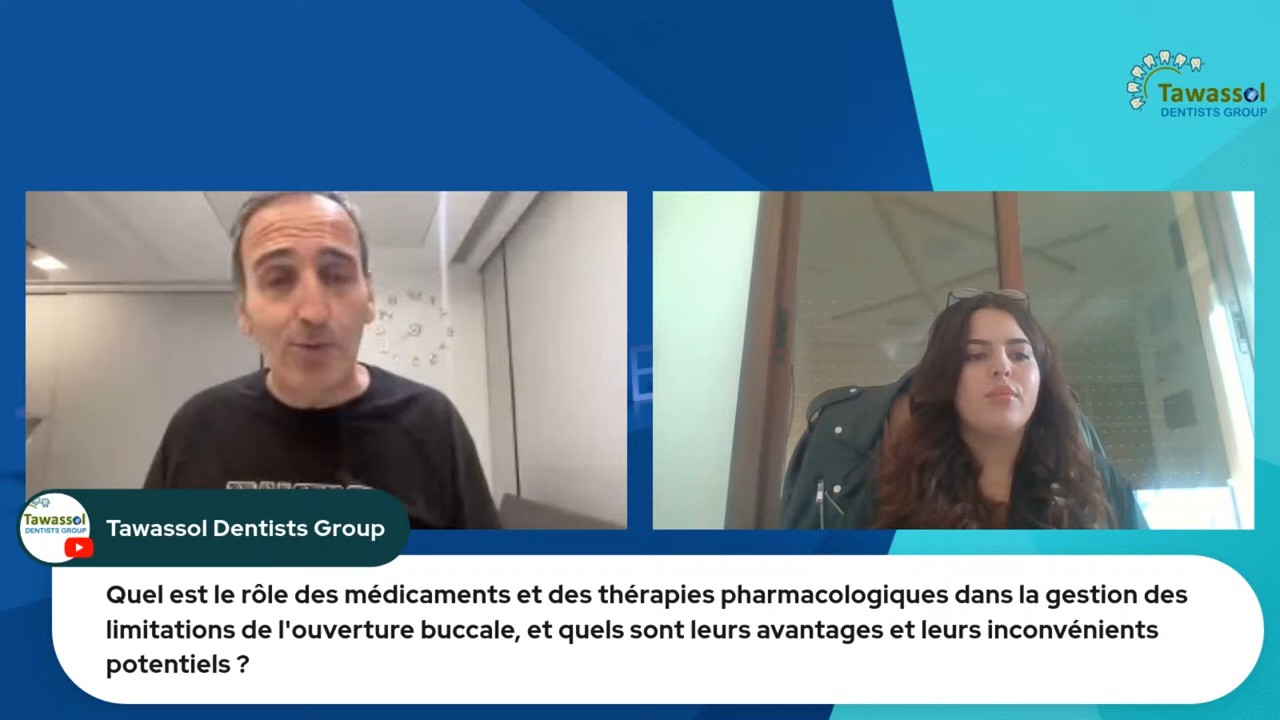 Tawassol
DENTISTS GROUP
Tawassol
DENTISTS GROUP
Tawassol Dentists Group
Quel est le rôle des médicaments et des thérapies pharmacologiques dans la gestion des
limitations de l'ouverture buccale, et quels sont leurs avantages et leurs inconvénients
potentiels ?